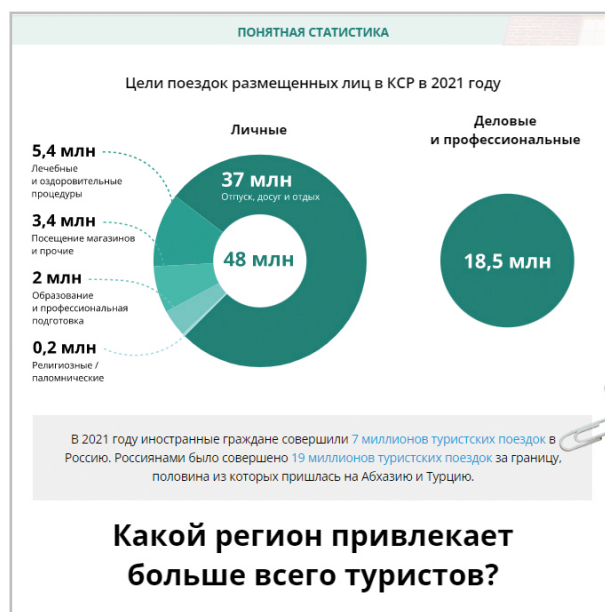 ПОНЯТНАЯ СТАТИСТИКА
Цели поездок размещенных лиц в КСР в 2021 году
Личные
5,4 млн
Лечебные
и оздоровительные
процедуры
3,4 млн
Посещение магазинов
и прочие
2 млн
Образование
и профессиональная
подготовка
0,2 млн
Религиозные /
паломнические
37 млн
Отпуск, досуг и отдых
48 млн
Деловые
и профессиональные
18,5 млн
В 2021 году иностранные граждане совершили 7 миллионов туристских поездок в
Россию. Россиянами было совершено 19 миллионов туристских поездок за границу,
половина из которых пришлась на Абхазию и Турцию.
Какой регион привлекает
больше всего туристов?